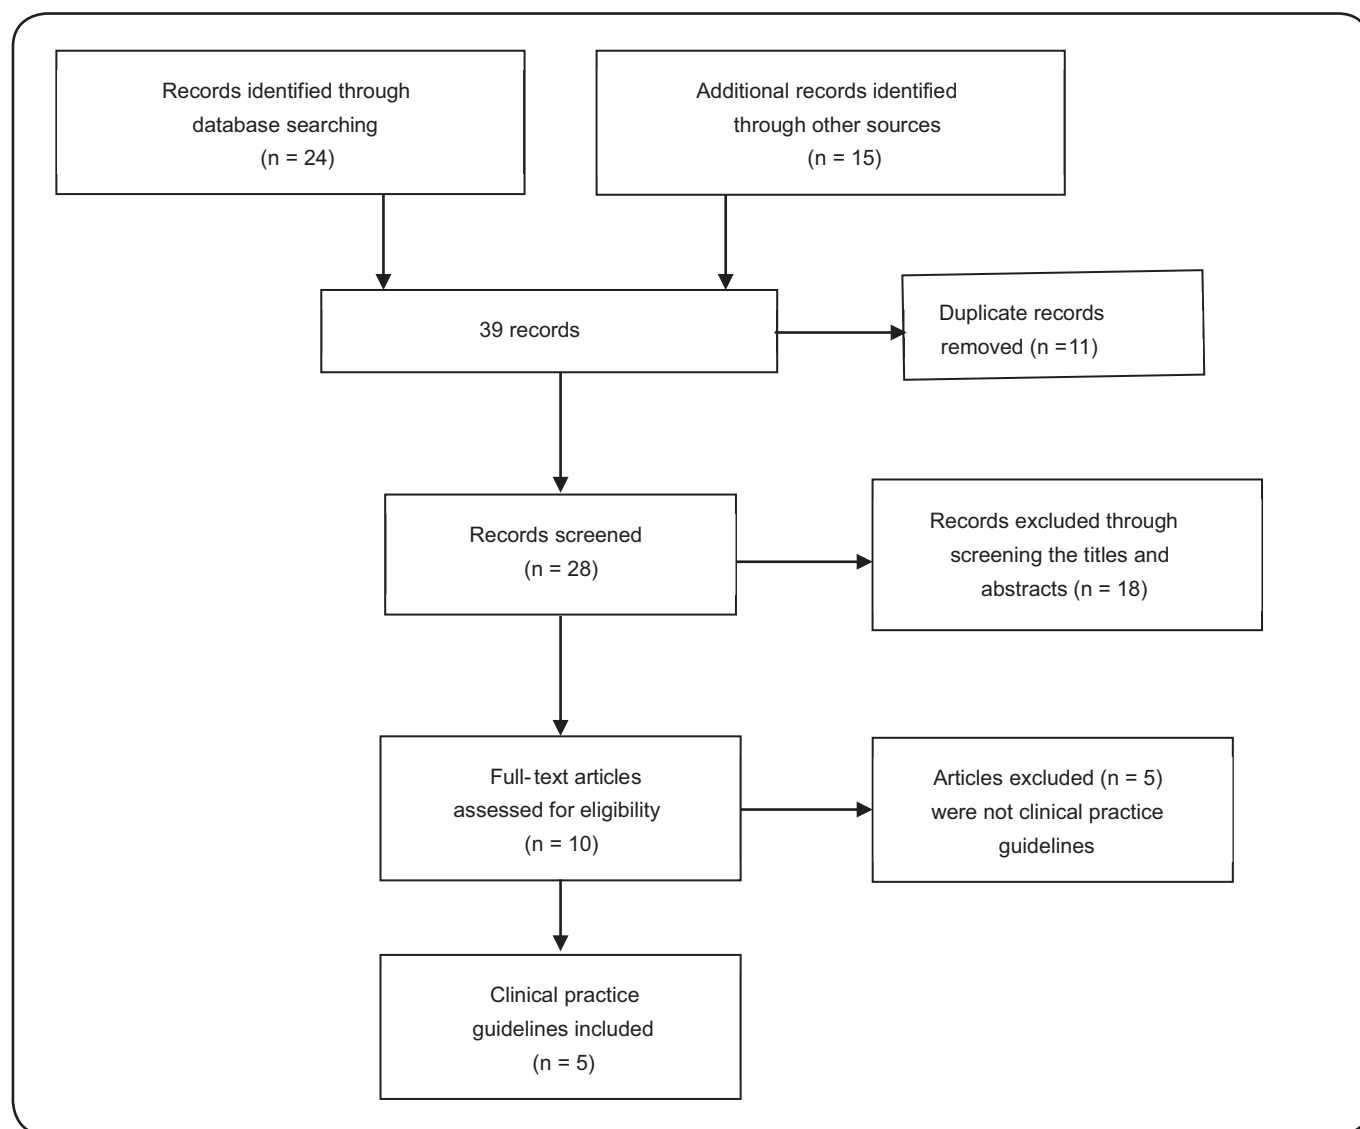 Records identified through
database searching
(n = 24)
Additional records identified
through other sources
(n = 15)
39 records
Duplicate records
removed (n =11)
Records screened
(n = 28)
Records excluded through
screening the titles and
abstracts (n = 18)
Full-text articles
assessed for eligibility
(n = 10)
Articles excluded (n = 5)
were not clinical practice
guidelines
Clinical practice
guidelines included
(n = 5)